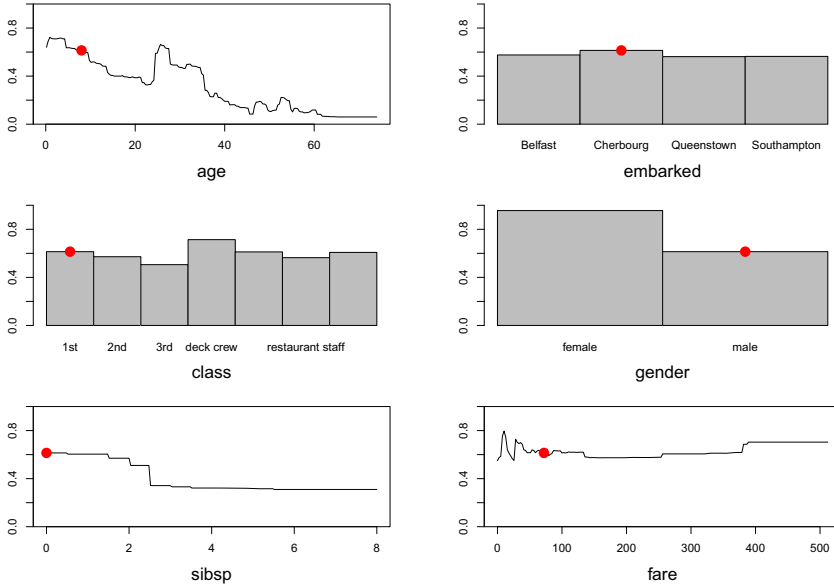 0.0 0.4 0.8
0 20 40 60
age
0.0 0.4 0.8
Belfast Cherbourg Queenstown Southampton
embarked
0.0 0.4 0.8
1st 2nd 3rd deck crew restaurant staff
class
0.0 0.4 0.8
female male
gender
0.0 0.4 0.8
0 2 4 6 8
sibsp
0.0 0.4 0.8
0 100 200 300 400 500
fare